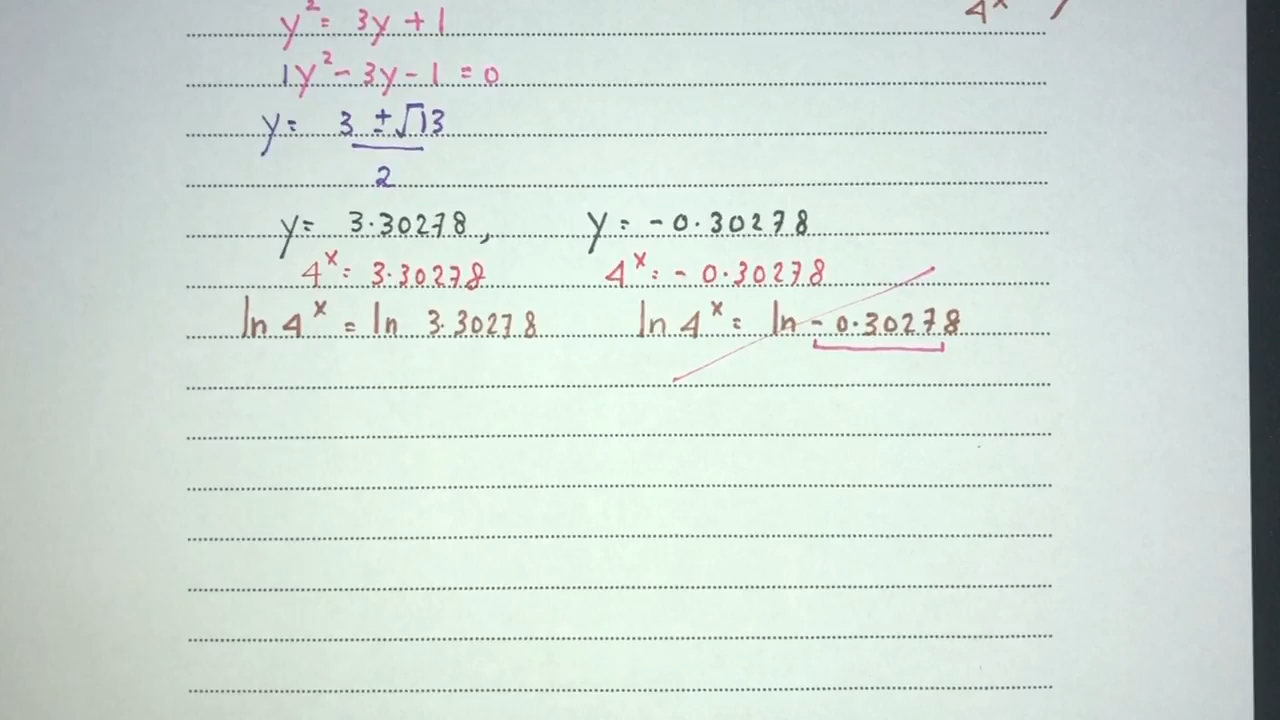 4ˣ
y² = 3y + 1
1y² - 3y - 1 = 0
y = 3 ± √13
2
y = 3.30278, y = -0.30278
4ˣ = 3.30278 4ˣ = -0.30278
ln 4ˣ = ln 3.30278 ln 4ˣ = ln -0.30278